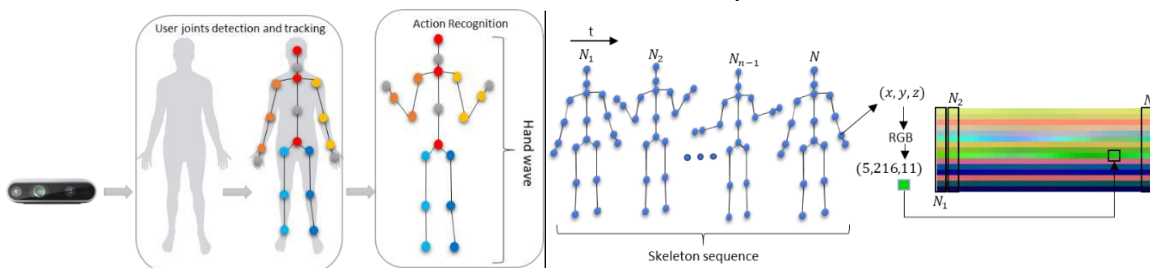 User joints detection and tracking
Action Recognition
Hand wave
t
N₁
N₂
Nₙ₋₁
N
(x, y, z)
RGB
(5,216,11)
Skeleton sequence
N₂
N
N₁